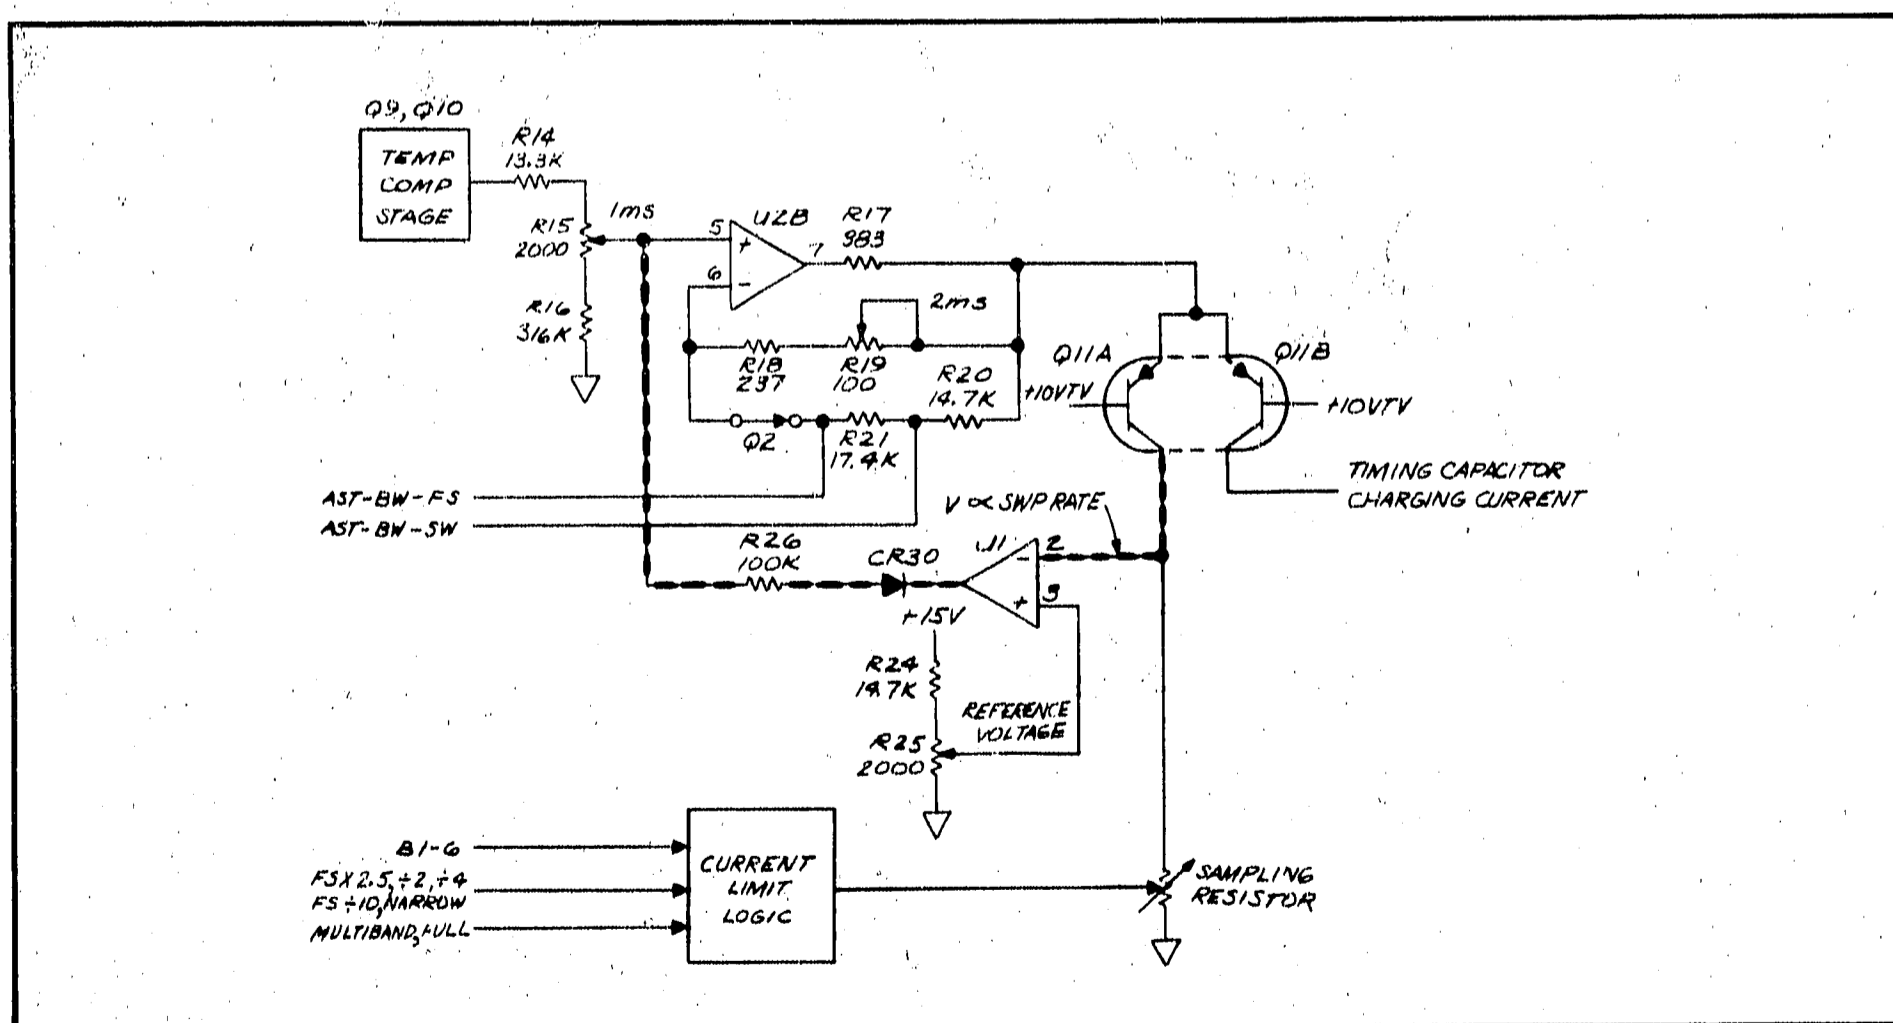 Q9, Q10
TEMP
COMP
STAGE
R14
13.3K
R15
2000
1ms
R16
316K
U2B
5
+
6
-
7
R17
383
2ms
R18
237
R19
100
R20
14.7K
Q2
R21
17.4K
Q11A
Q11B
+10VTV
+10VTV
TIMING CAPACITOR
CHARGING CURRENT
AST-BW-FS
AST-BW-SW
V ∝ SWP RATE
R26
100K
CR30
U1
2
-
3
+
+15V
R24
14.7K
REFERENCE
VOLTAGE
R25
2000
B1-6
FSX2.5, ÷2, ÷4
FS ÷10, NARROW
MULTIBAND, FULL
CURRENT
LIMIT
LOGIC
SAMPLING
RESISTOR